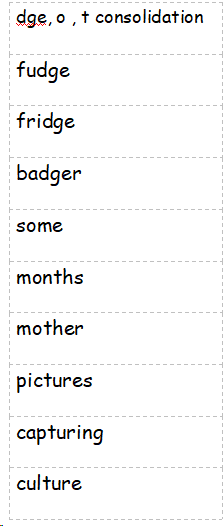 dge, o , t consolidation
fudge
fridge
badger
some
months
mother
pictures
capturing
culture